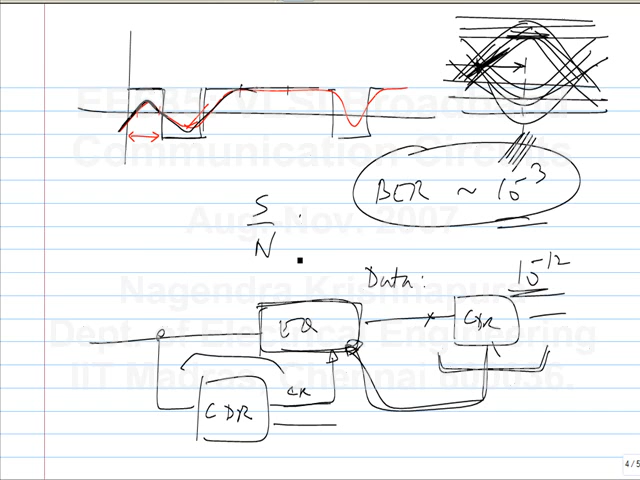 EE685: VLSI Broadband
Communication Circuits
BER ~ 10⁻³
S
N
:
Aug-Nov. 2007
Data: 10⁻¹²
Nagendra Krishnapura
EQ
CDR
Dept. of Electrical Engineering
IIT Madras, Chennai 600036
CK
CDR
4/5